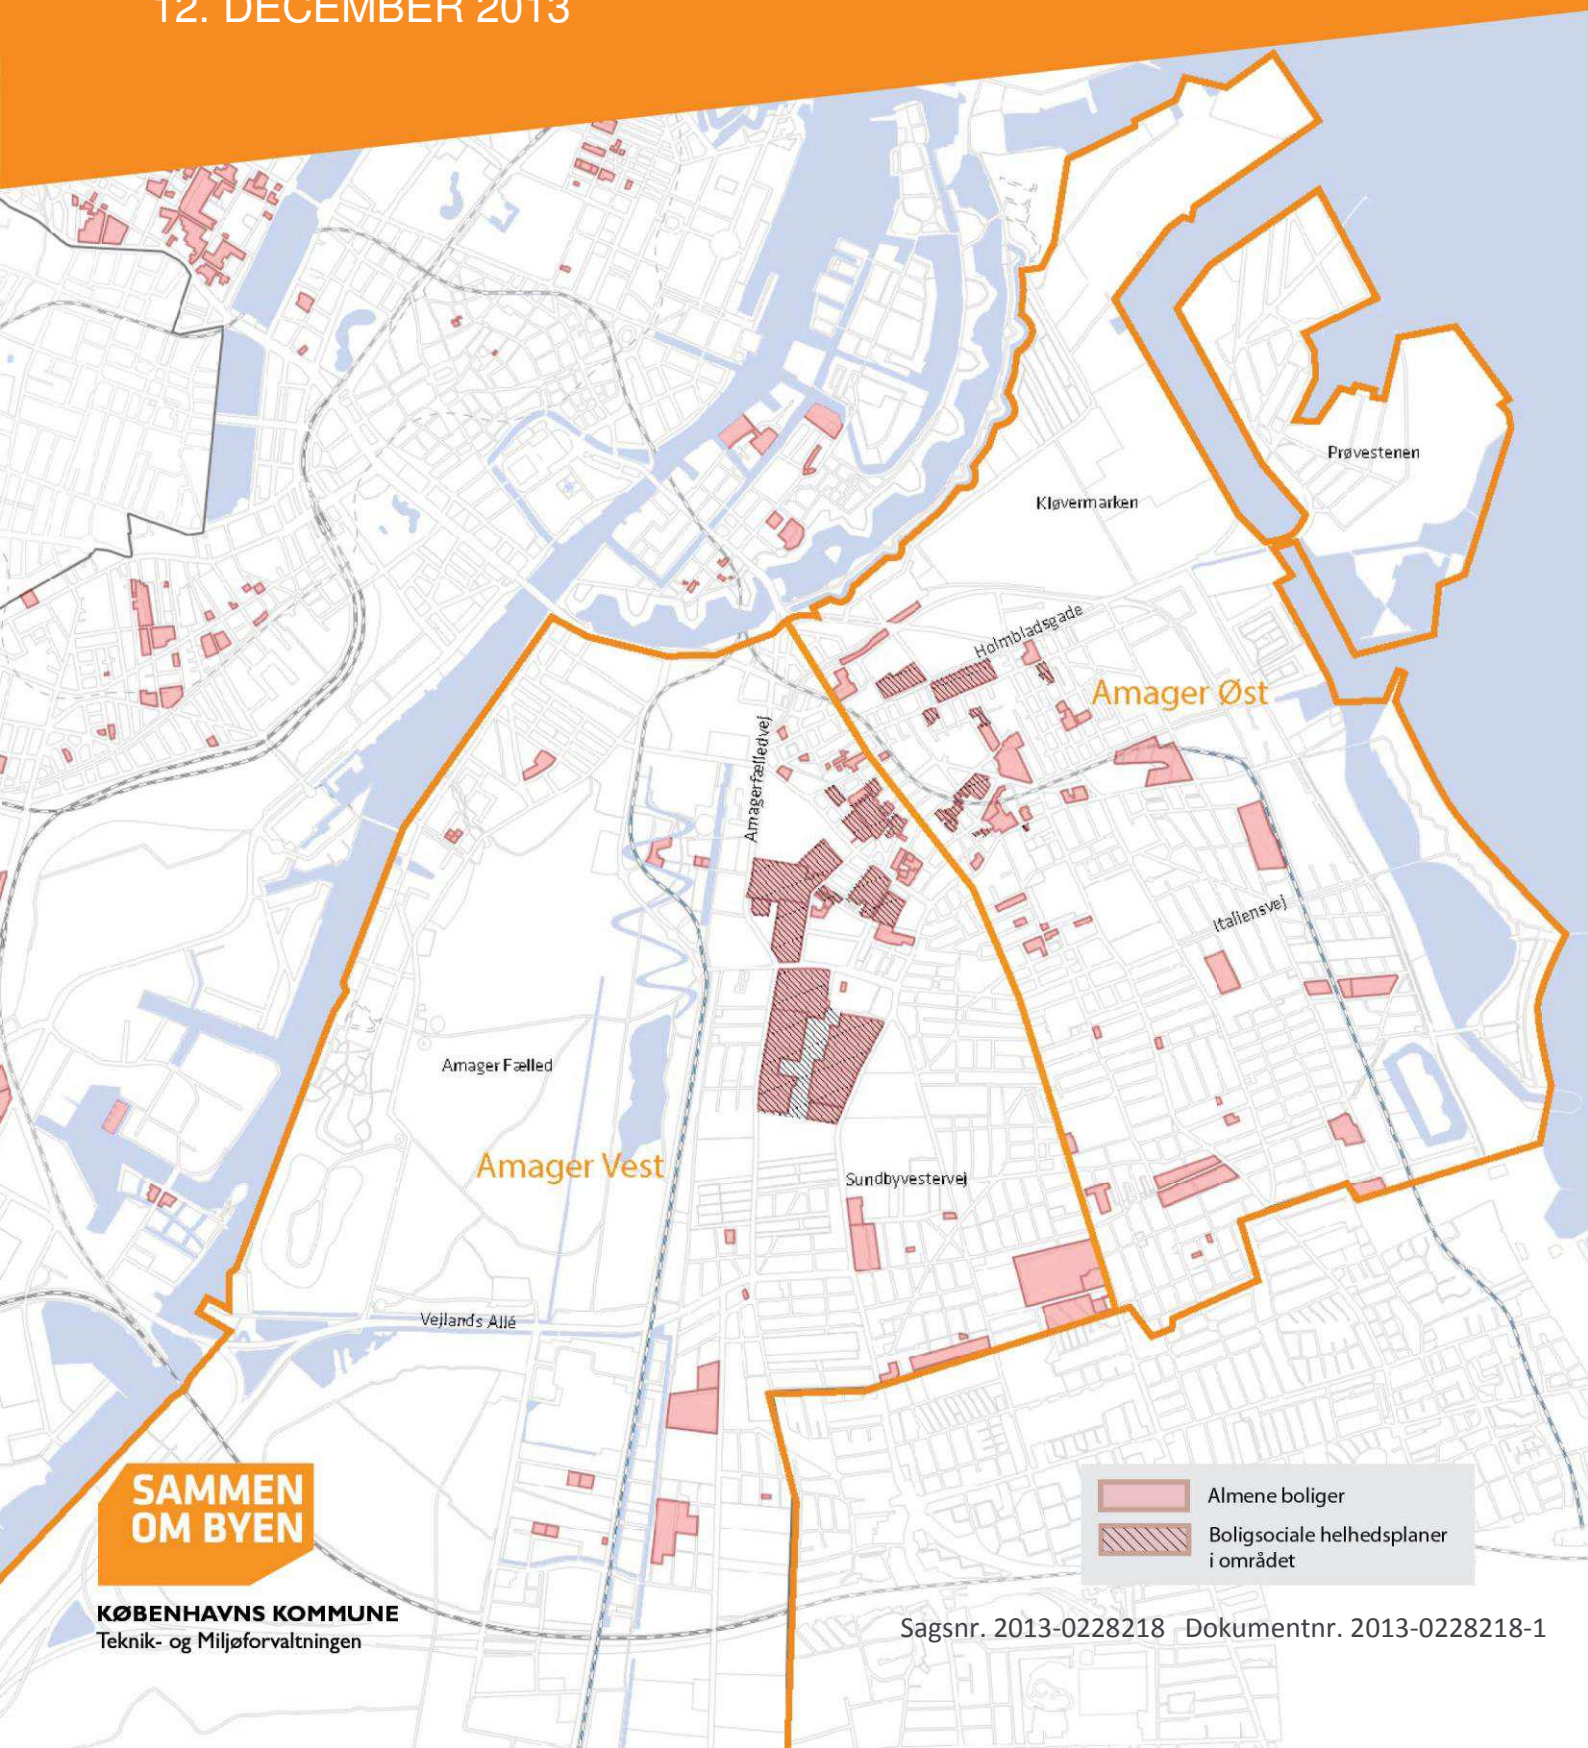 12. DECEMBER 2013
Prøvestenen
Kløvermarken
Holmbladsgade
Amager Øst
Amagerfælledvej
Italiensvej
Amager Fælled
Amager Vest
Sundbyvestervej
Vejlands Allé
SAMMEN
OM BYEN
Almene boliger
Boligsociale helhedsplaner
i området
KØBENHAVNS KOMMUNE
Teknik- og Miljøforvaltningen
Sagsnr. 2013-0228218 Dokumentnr. 2013-0228218-1